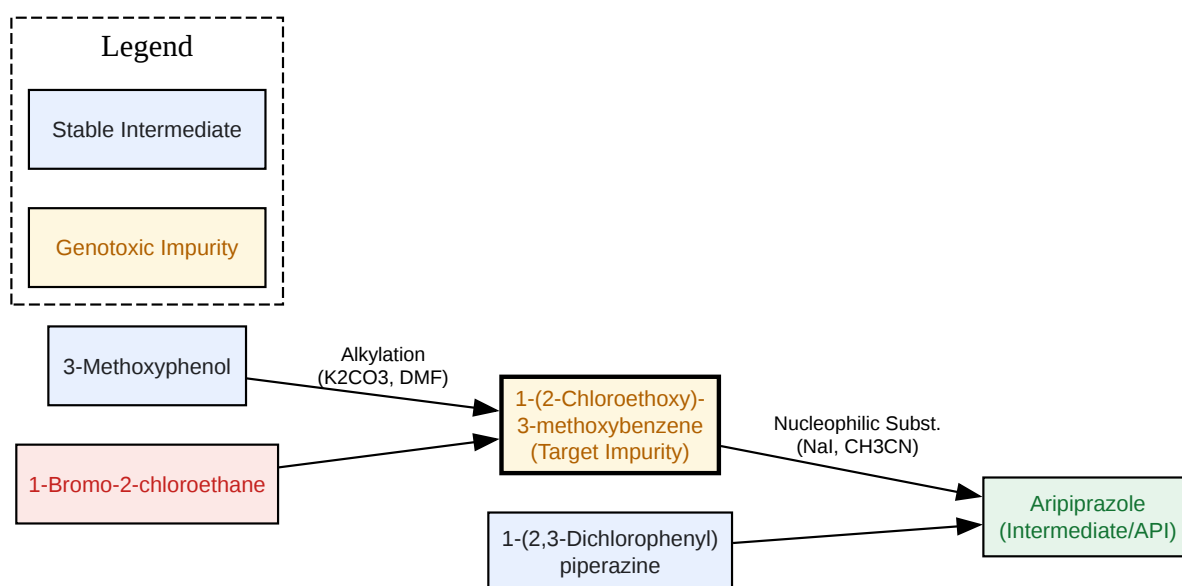 Legend
Stable Intermediate
Genotoxic Impurity
3-Methoxyphenol
Alkylation
(K2CO3, DMF)
1-Bromo-2-chloroethane
1-(2-Chloroethoxy)-
3-methoxybenzene
(Target Impurity)
Nucleophilic Subst.
(NaI, CH3CN)
1-(2,3-Dichlorophenyl)
piperazine
Aripiprazole
(Intermediate/API)